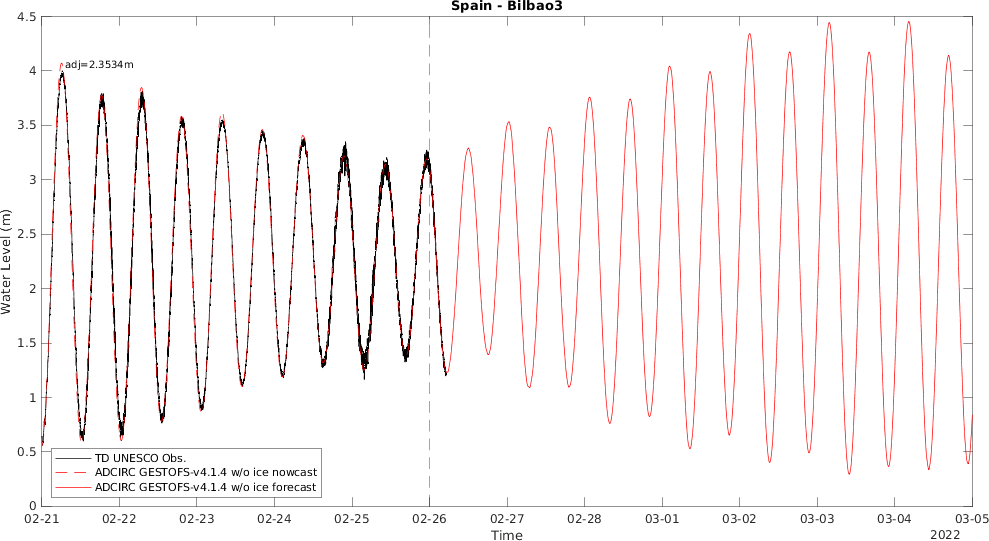 Spain - Bilbao3
adj=2.3534m
4.5
4
3.5
3
2.5
2
1.5
1
0.5
0
Water Level (m)
TD UNESCO Obs.
ADCIRC GESTOFS-v4.1.4 w/o ice nowcast
ADCIRC GESTOFS-v4.1.4 w/o ice forecast
02-21 02-22 02-23 02-24 02-25 02-26 02-27 02-28 03-01 03-02 03-03 03-04 03-05
Time
2022